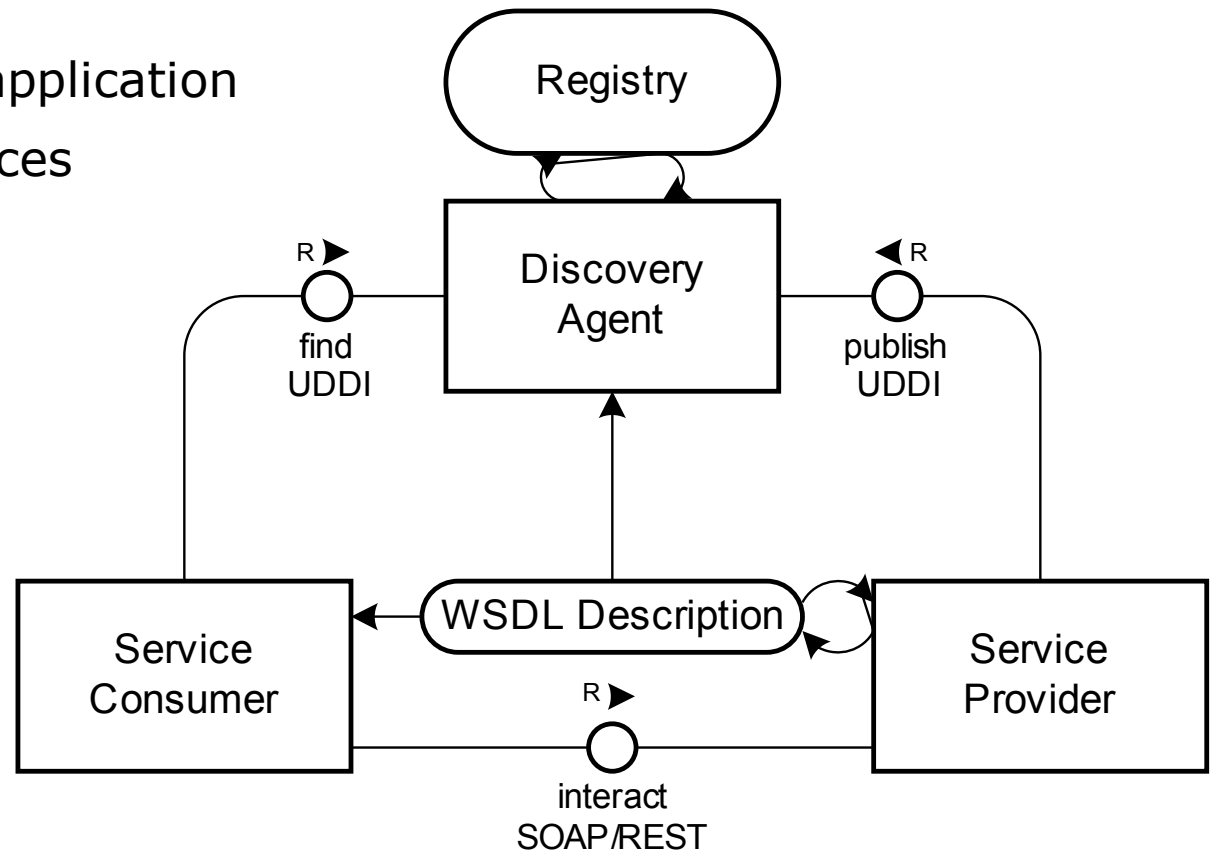 application
ces
Registry
Discovery
Agent
R
find
UDDI
R
publish
UDDI
WSDL Description
Service
Consumer
Service
Provider
R
interact
SOAP/REST